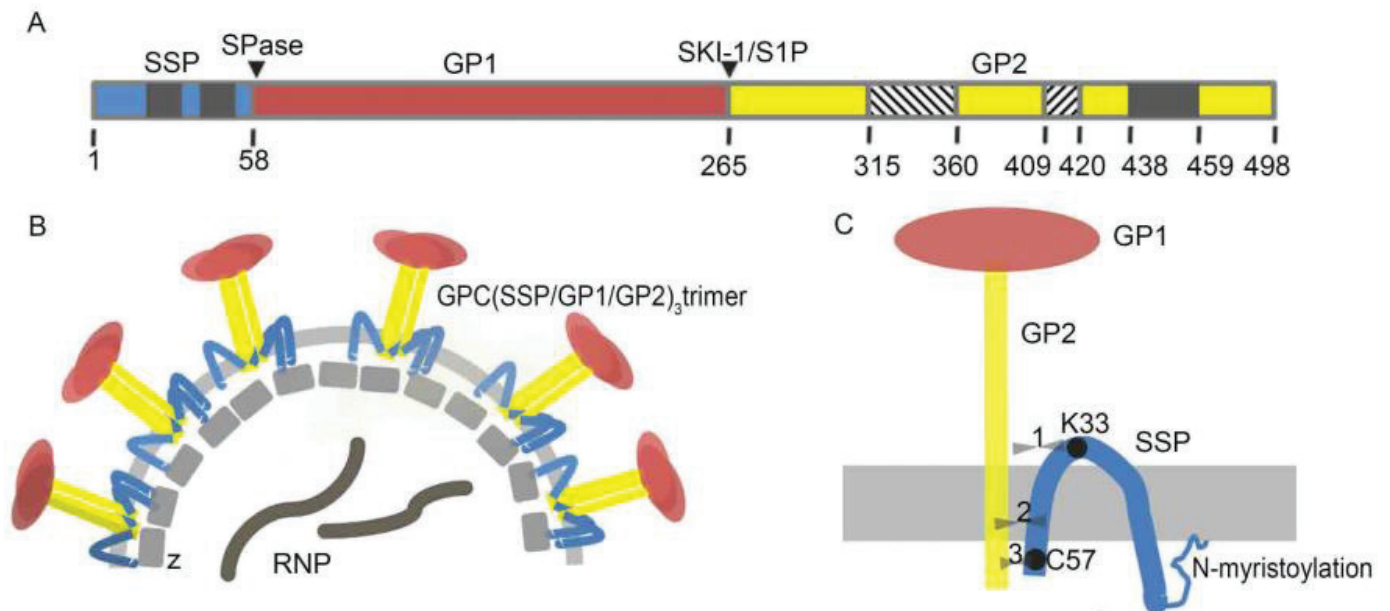 A
SSP SPase GP1 SKI-1/S1P GP2
1 58 265 315 360 409 420 438 459 498
B
GPC(SSP/GP1/GP2)3trimer
z RNP
C
GP1
GP2
1 K33 SSP
2
3 C57 N-myristoylation